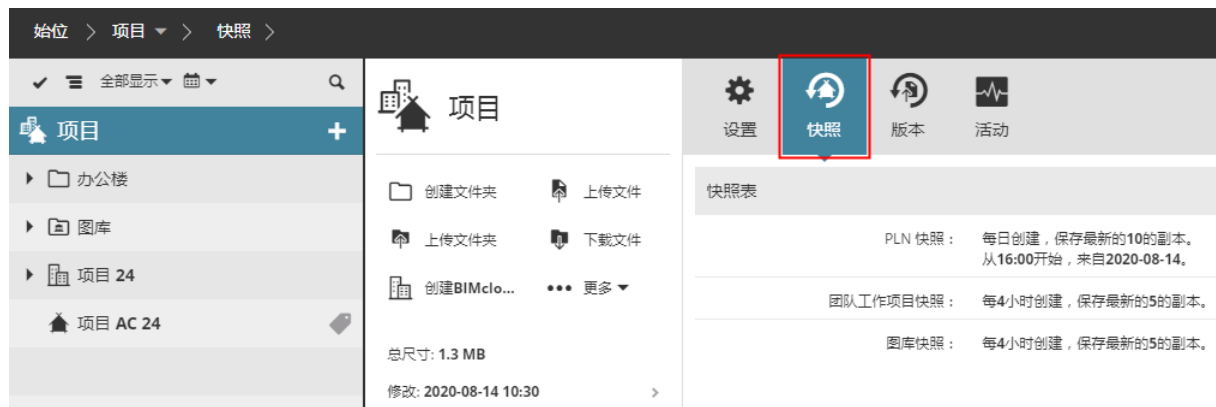 始位 > 项目 > 快照 >
全部显示
项目
办公楼
图库
项目 24
项目 AC 24
项目
创建文件夹
上传文件
上传文件夹
下载文件
创建BIMclo...
更多
总尺寸: 1.3 MB
修改: 2020-08-14 10:30
设置
快照
版本
活动
快照表
PLN 快照： 每日创建，保存最新的10的副本。
从16:00开始，来自2020-08-14。
团队工作项目快照： 每4小时创建，保存最新的5的副本。
图库快照： 每4小时创建，保存最新的5的副本。